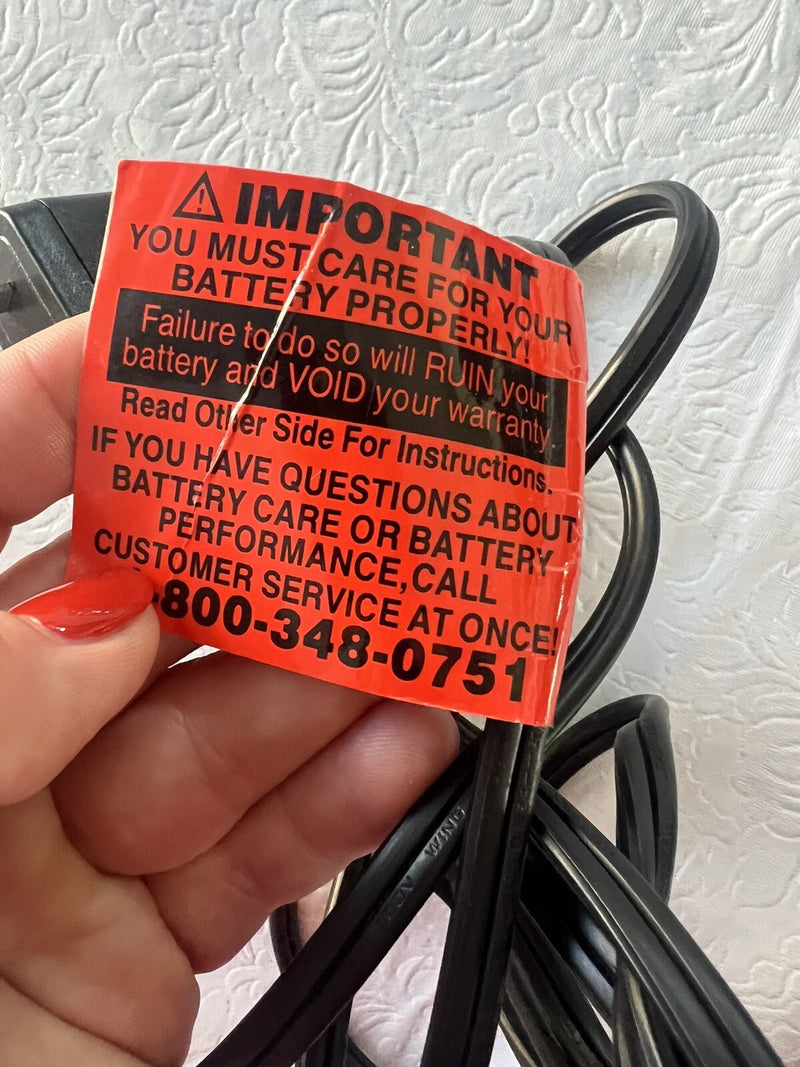 IMPORTANT
YOU MUST CARE FOR YOUR
BATTERY PROPERLY!
Failure to do so will RUIN your
battery and VOID your warranty.
Read Other Side For Instructions.
IF YOU HAVE QUESTIONS ABOUT
BATTERY CARE OR BATTERY
PERFORMANCE, CALL
CUSTOMER SERVICE AT ONCE!
-800-348-0751